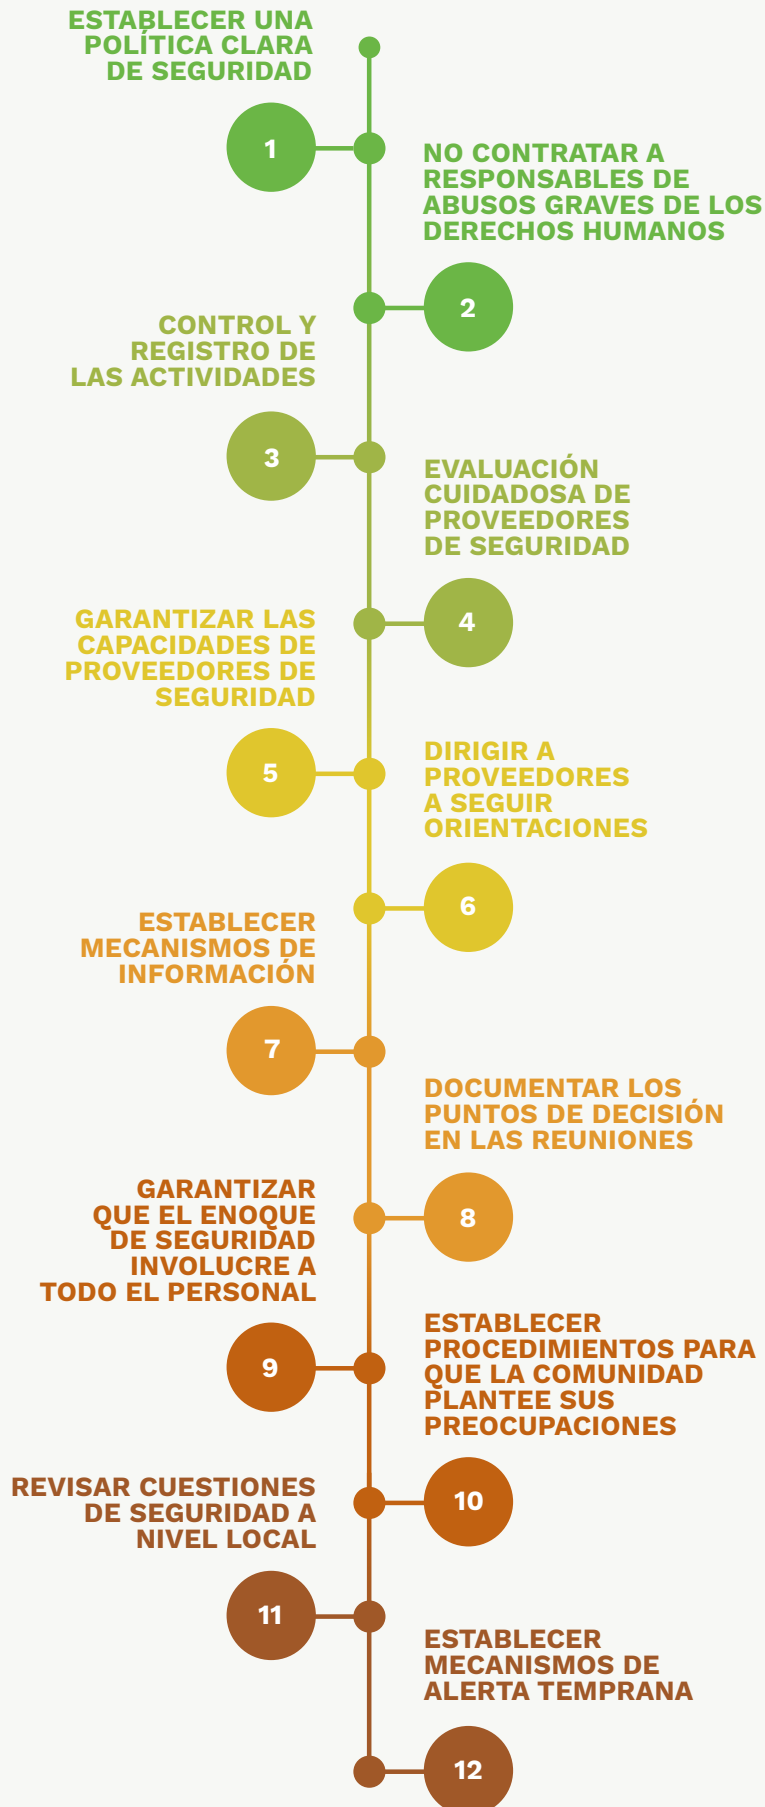 ESTABLECER UNA
POLÍTICA CLARA
DE SEGURIDAD
1
NO CONTRATAR A
RESPONSABLES DE
ABUSOS GRAVES DE LOS
DERECHOS HUMANOS
2
CONTROL Y
REGISTRO DE
LAS ACTIVIDADES
3
EVALUACIÓN
CUIDADOSA DE
PROVEEDORES
DE SEGURIDAD
4
GARANTIZAR LAS
CAPACIDADES DE
PROVEEDORES DE
SEGURIDAD
5
DIRIGIR A
PROVEEDORES
A SEGUIR
ORIENTACIONES
6
ESTABLECER
MECANISMOS DE
INFORMACIÓN
7
DOCUMENTAR LOS
PUNTOS DE DECISIÓN
EN LAS REUNIONES
8
GARANTIZAR
QUE EL ENOQUE
DE SEGURIDAD
INVOLUCRE A
TODO EL PERSONAL
9
ESTABLECER
PROCEDIMIENTOS PARA
QUE LA COMUNIDAD
PLANTEE SUS
PREOCUPACIONES
10
REVISAR CUESTIONES
DE SEGURIDAD A
NIVEL LOCAL
11
ESTABLECER
MECANISMOS DE
ALERTA TEMPRANA
12